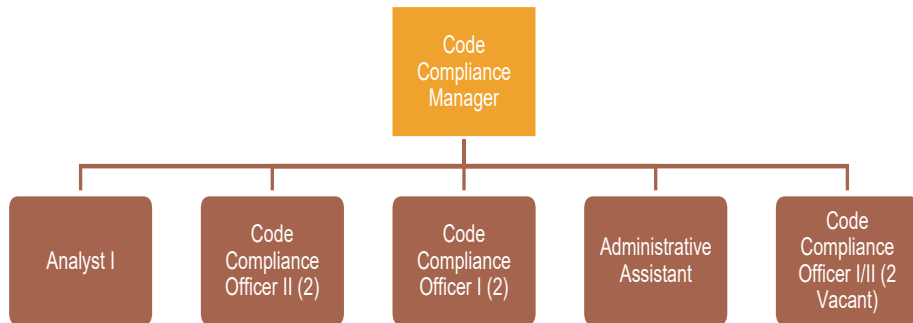 Code
Compliance
Manager
Analyst I
Code
Compliance
Officer II (2)
Code
Compliance
Officer I (2)
Administrative
Assistant
Code
Compliance
Officer I/II (2
Vacant)